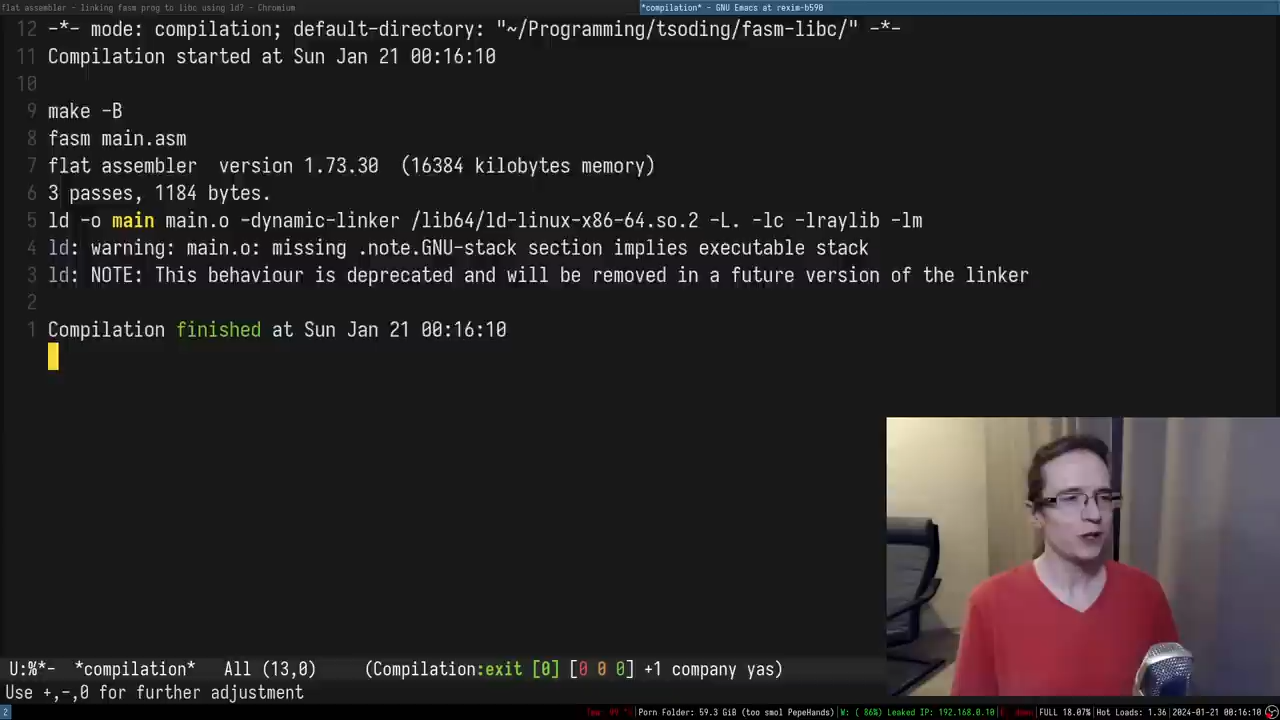 flat assembler - linking fasm prog to libc using ld? - Chromium
*compilation* - GNU Emacs at rexim-b590
12 -*- mode: compilation; default-directory: "~/Programming/tsoding/fasm-libc/" -*-
11 Compilation started at Sun Jan 21 00:16:10
10
9 make -B
8 fasm main.asm
7 flat assembler  version 1.73.30  (16384 kilobytes memory)
6 3 passes, 1184 bytes.
5 ld -o main main.o -dynamic-linker /lib64/ld-linux-x86-64.so.2 -L. -lc -lraylib -lm
4 ld: warning: main.o: missing .note.GNU-stack section implies executable stack
3 ld: NOTE: This behaviour is deprecated and will be removed in a future version of the linker
2
1 Compilation finished at Sun Jan 21 00:16:10
U:%*-  *compilation*   All (13,0)     (Compilation:exit [0] [0 0 0] +1 company yas)
Use +,-,0 for further adjustment
2
Porn Folder: 59.3 GiB (too smol PepeHands) W: ( 86%) Leaked IP: 192.168.0.10 FULL 18.07% Hot Loads: 1.36 2024-01-21 00:16:10